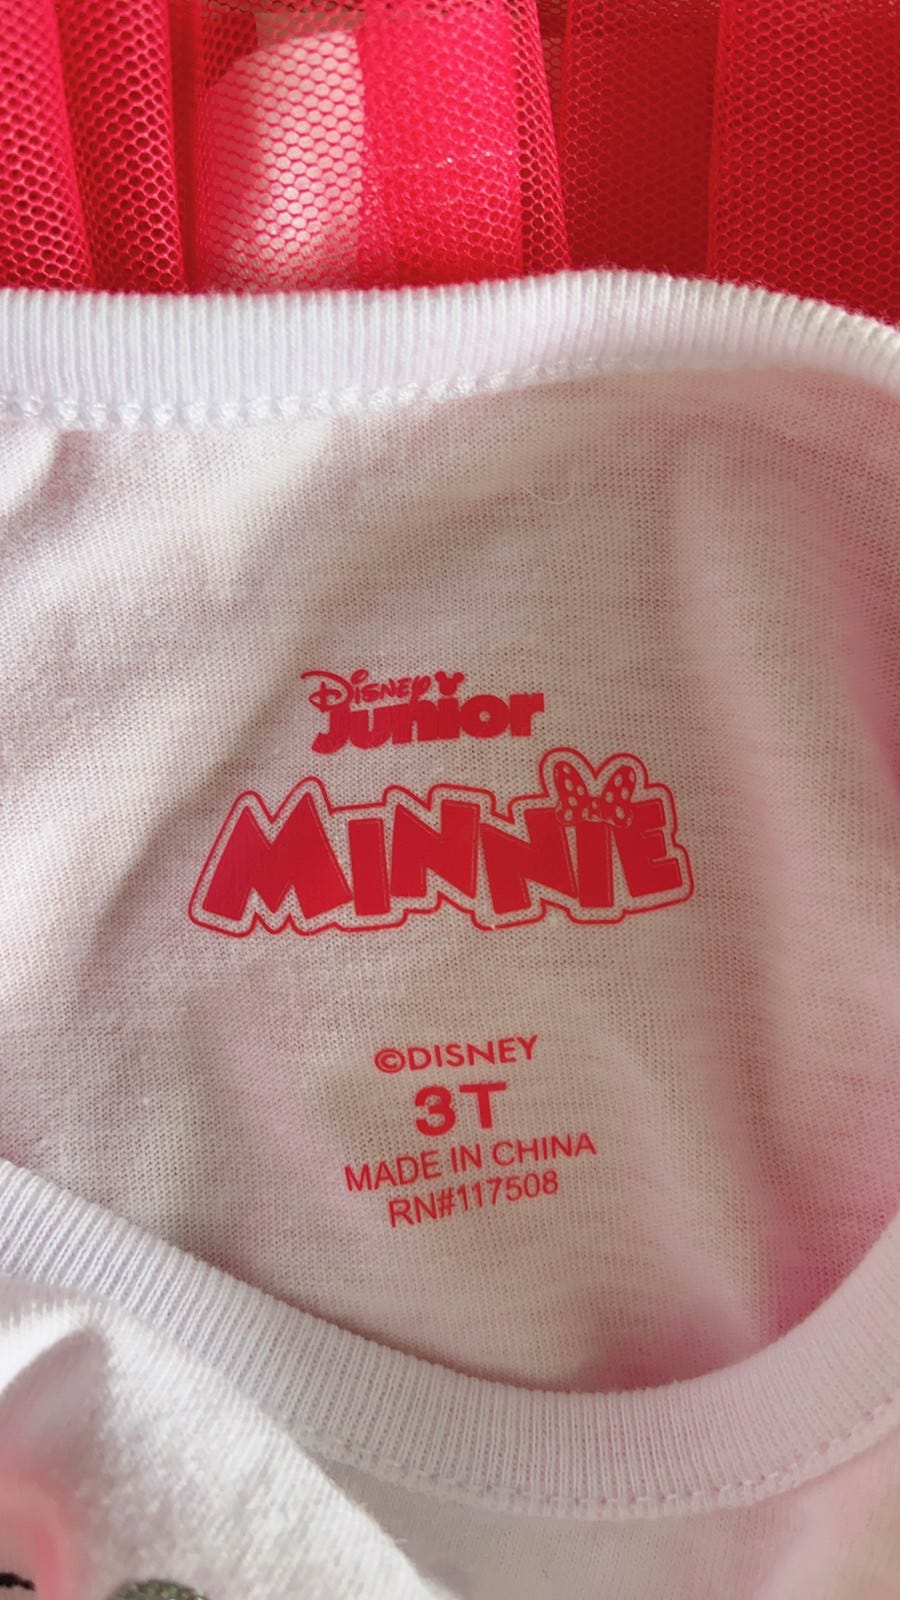 Disney
Junior
MINNIE
©DISNEY
3T
MADE IN CHINA
RN#117508